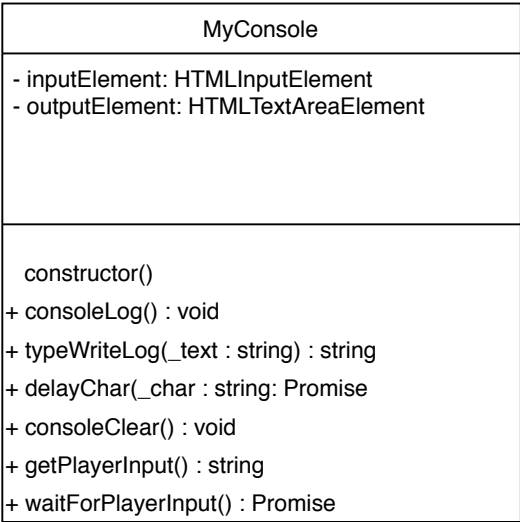 MyConsole
- inputElement: HTMLInputElement
- outputElement: HTMLTextAreaElement
constructor()
+ consoleLog() : void
+ typeWriteLog(_text : string) : string
+ delayChar(_char : string: Promise
+ consoleClear() : void
+ getPlayerInput() : string
+ waitForPlayerInput() : Promise